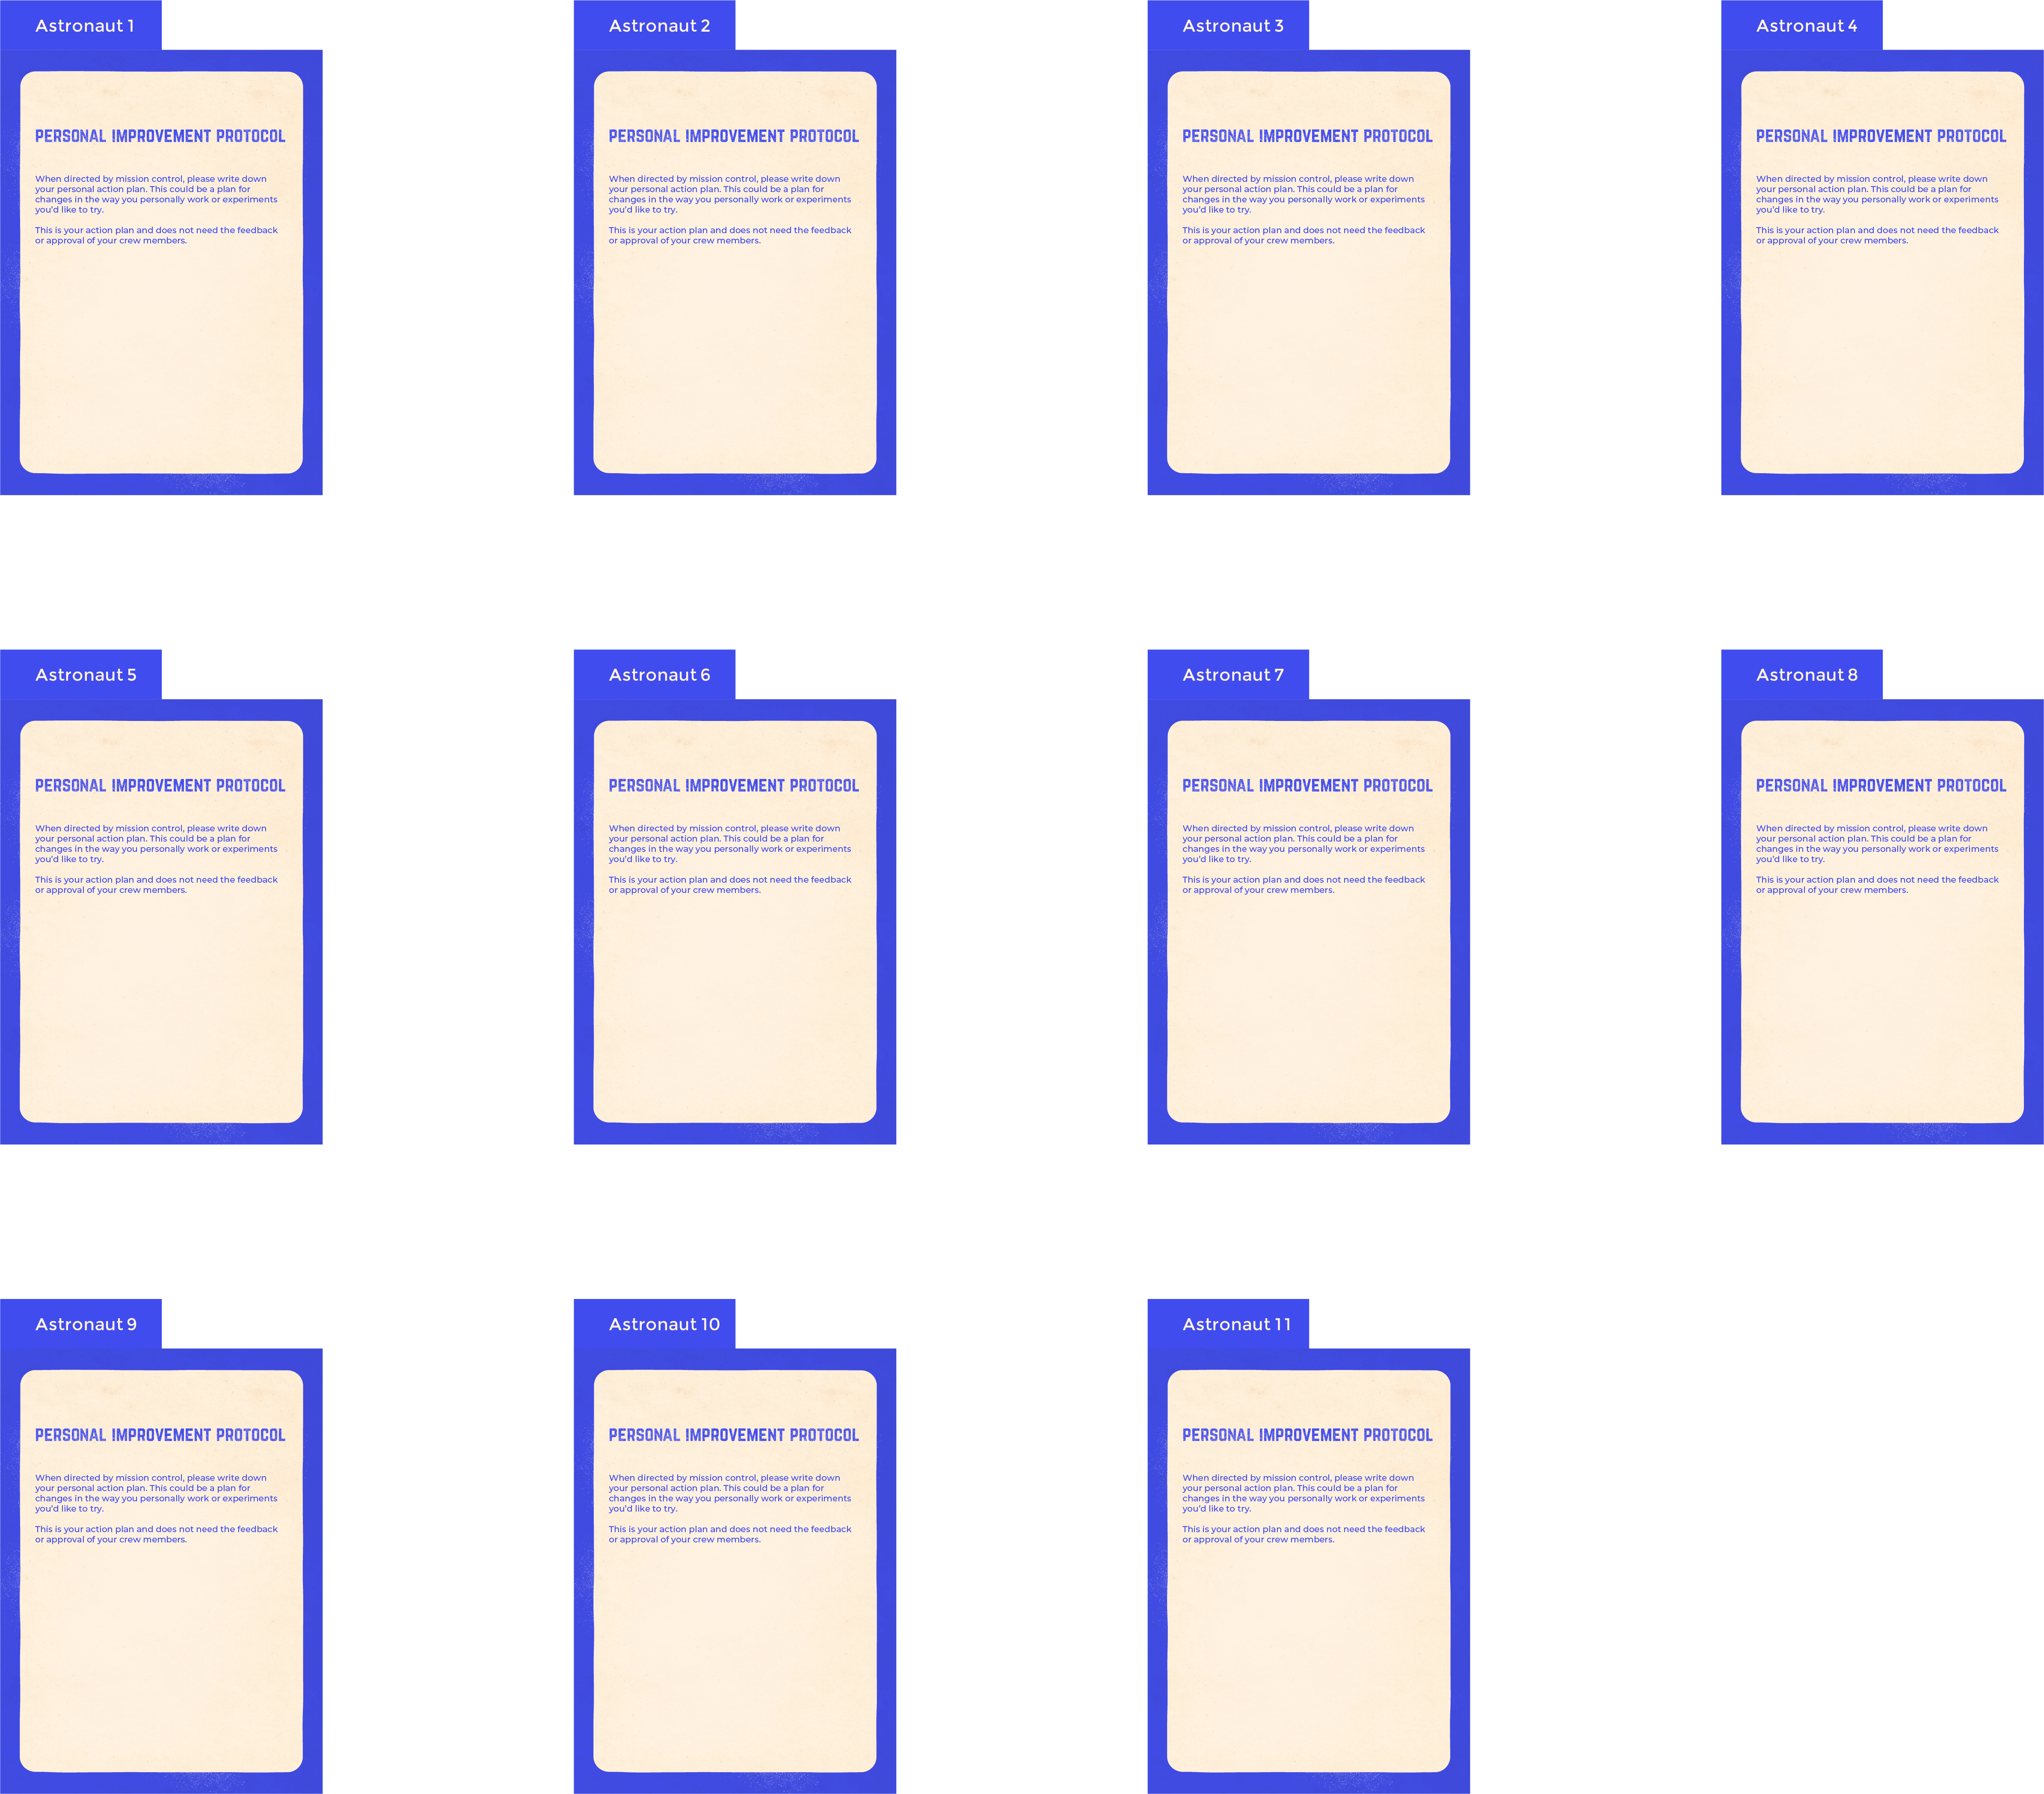 Astronaut 1
PERSONAL IMPROVEMENT PROTOCOL
When directed by mission control, please write down
your personal action plan. This could be a plan for
changes in the way you personally work or experiments
you'd like to try.
This is your action plan and does not need the feedback
or approval of your crew members.
Astronaut 2
PERSONAL IMPROVEMENT PROTOCOL
When directed by mission control, please write down
your personal action plan. This could be a plan for
changes in the way you personally work or experiments
you'd like to try.
This is your action plan and does not need the feedback
or approval of your crew members.
Astronaut 3
PERSONAL IMPROVEMENT PROTOCOL
When directed by mission control, please write down
your personal action plan. This could be a plan for
changes in the way you personally work or experiments
you'd like to try.
This is your action plan and does not need the feedback
or approval of your crew members.
Astronaut 4
PERSONAL IMPROVEMENT PROTOCOL
When directed by mission control, please write down
your personal action plan. This could be a plan for
changes in the way you personally work or experiments
you'd like to try.
This is your action plan and does not need the feedback
or approval of your crew members.
Astronaut 5
PERSONAL IMPROVEMENT PROTOCOL
When directed by mission control, please write down
your personal action plan. This could be a plan for
changes in the way you personally work or experiments
you'd like to try.
This is your action plan and does not need the feedback
or approval of your crew members.
Astronaut 6
PERSONAL IMPROVEMENT PROTOCOL
When directed by mission control, please write down
your personal action plan. This could be a plan for
changes in the way you personally work or experiments
you'd like to try.
This is your action plan and does not need the feedback
or approval of your crew members.
Astronaut 7
PERSONAL IMPROVEMENT PROTOCOL
When directed by mission control, please write down
your personal action plan. This could be a plan for
changes in the way you personally work or experiments
you'd like to try.
This is your action plan and does not need the feedback
or approval of your crew members.
Astronaut 8
PERSONAL IMPROVEMENT PROTOCOL
When directed by mission control, please write down
your personal action plan. This could be a plan for
changes in the way you personally work or experiments
you'd like to try.
This is your action plan and does not need the feedback
or approval of your crew members.
Astronaut 9
PERSONAL IMPROVEMENT PROTOCOL
When directed by mission control, please write down
your personal action plan. This could be a plan for
changes in the way you personally work or experiments
you'd like to try.
This is your action plan and does not need the feedback
or approval of your crew members.
Astronaut 10
PERSONAL IMPROVEMENT PROTOCOL
When directed by mission control, please write down
your personal action plan. This could be a plan for
changes in the way you personally work or experiments
you'd like to try.
This is your action plan and does not need the feedback
or approval of your crew members.
Astronaut 11
PERSONAL IMPROVEMENT PROTOCOL
When directed by mission control, please write down
your personal action plan. This could be a plan for
changes in the way you personally work or experiments
you'd like to try.
This is your action plan and does not need the feedback
or approval of your crew members.